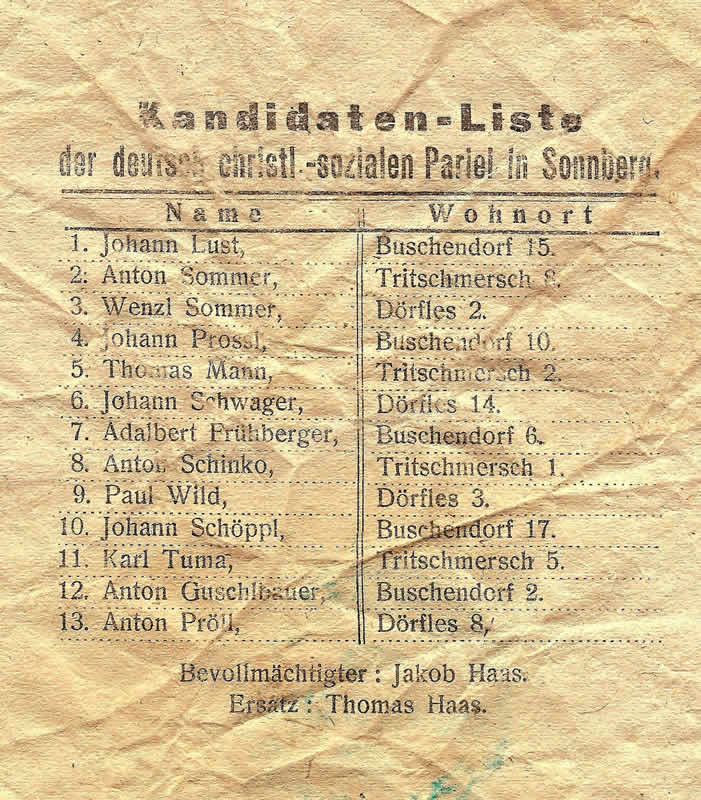 Kandidaten-Liste
der deutsch christl.-sozialen Partei in Sonnberg.
Name Wohnort
1. Johann Lust, Buschendorf 15.
2. Anton Sommer, Tritschmersch 8.
3. Wenzl Sommer, Dörfles 2.
4. Johann Prossl, Buschendorf 10.
5. Thomas Mann, Tritschmersch 2.
6. Johann Schwager, Dörfles 14.
7. Adalbert Frühberger, Buschendorf 6.
8. Anton Schinko, Tritschmersch 1.
9. Paul Wild, Dörfles 3.
10. Johann Schöppl, Buschendorf 17.
11. Karl Tuma, Tritschmersch 5.
12. Anton Guschlbauer, Buschendorf 2.
13. Anton Pröll, Dörfles 8,
Bevollmächtigter: Jakob Haas.
Ersatz: Thomas Haas.